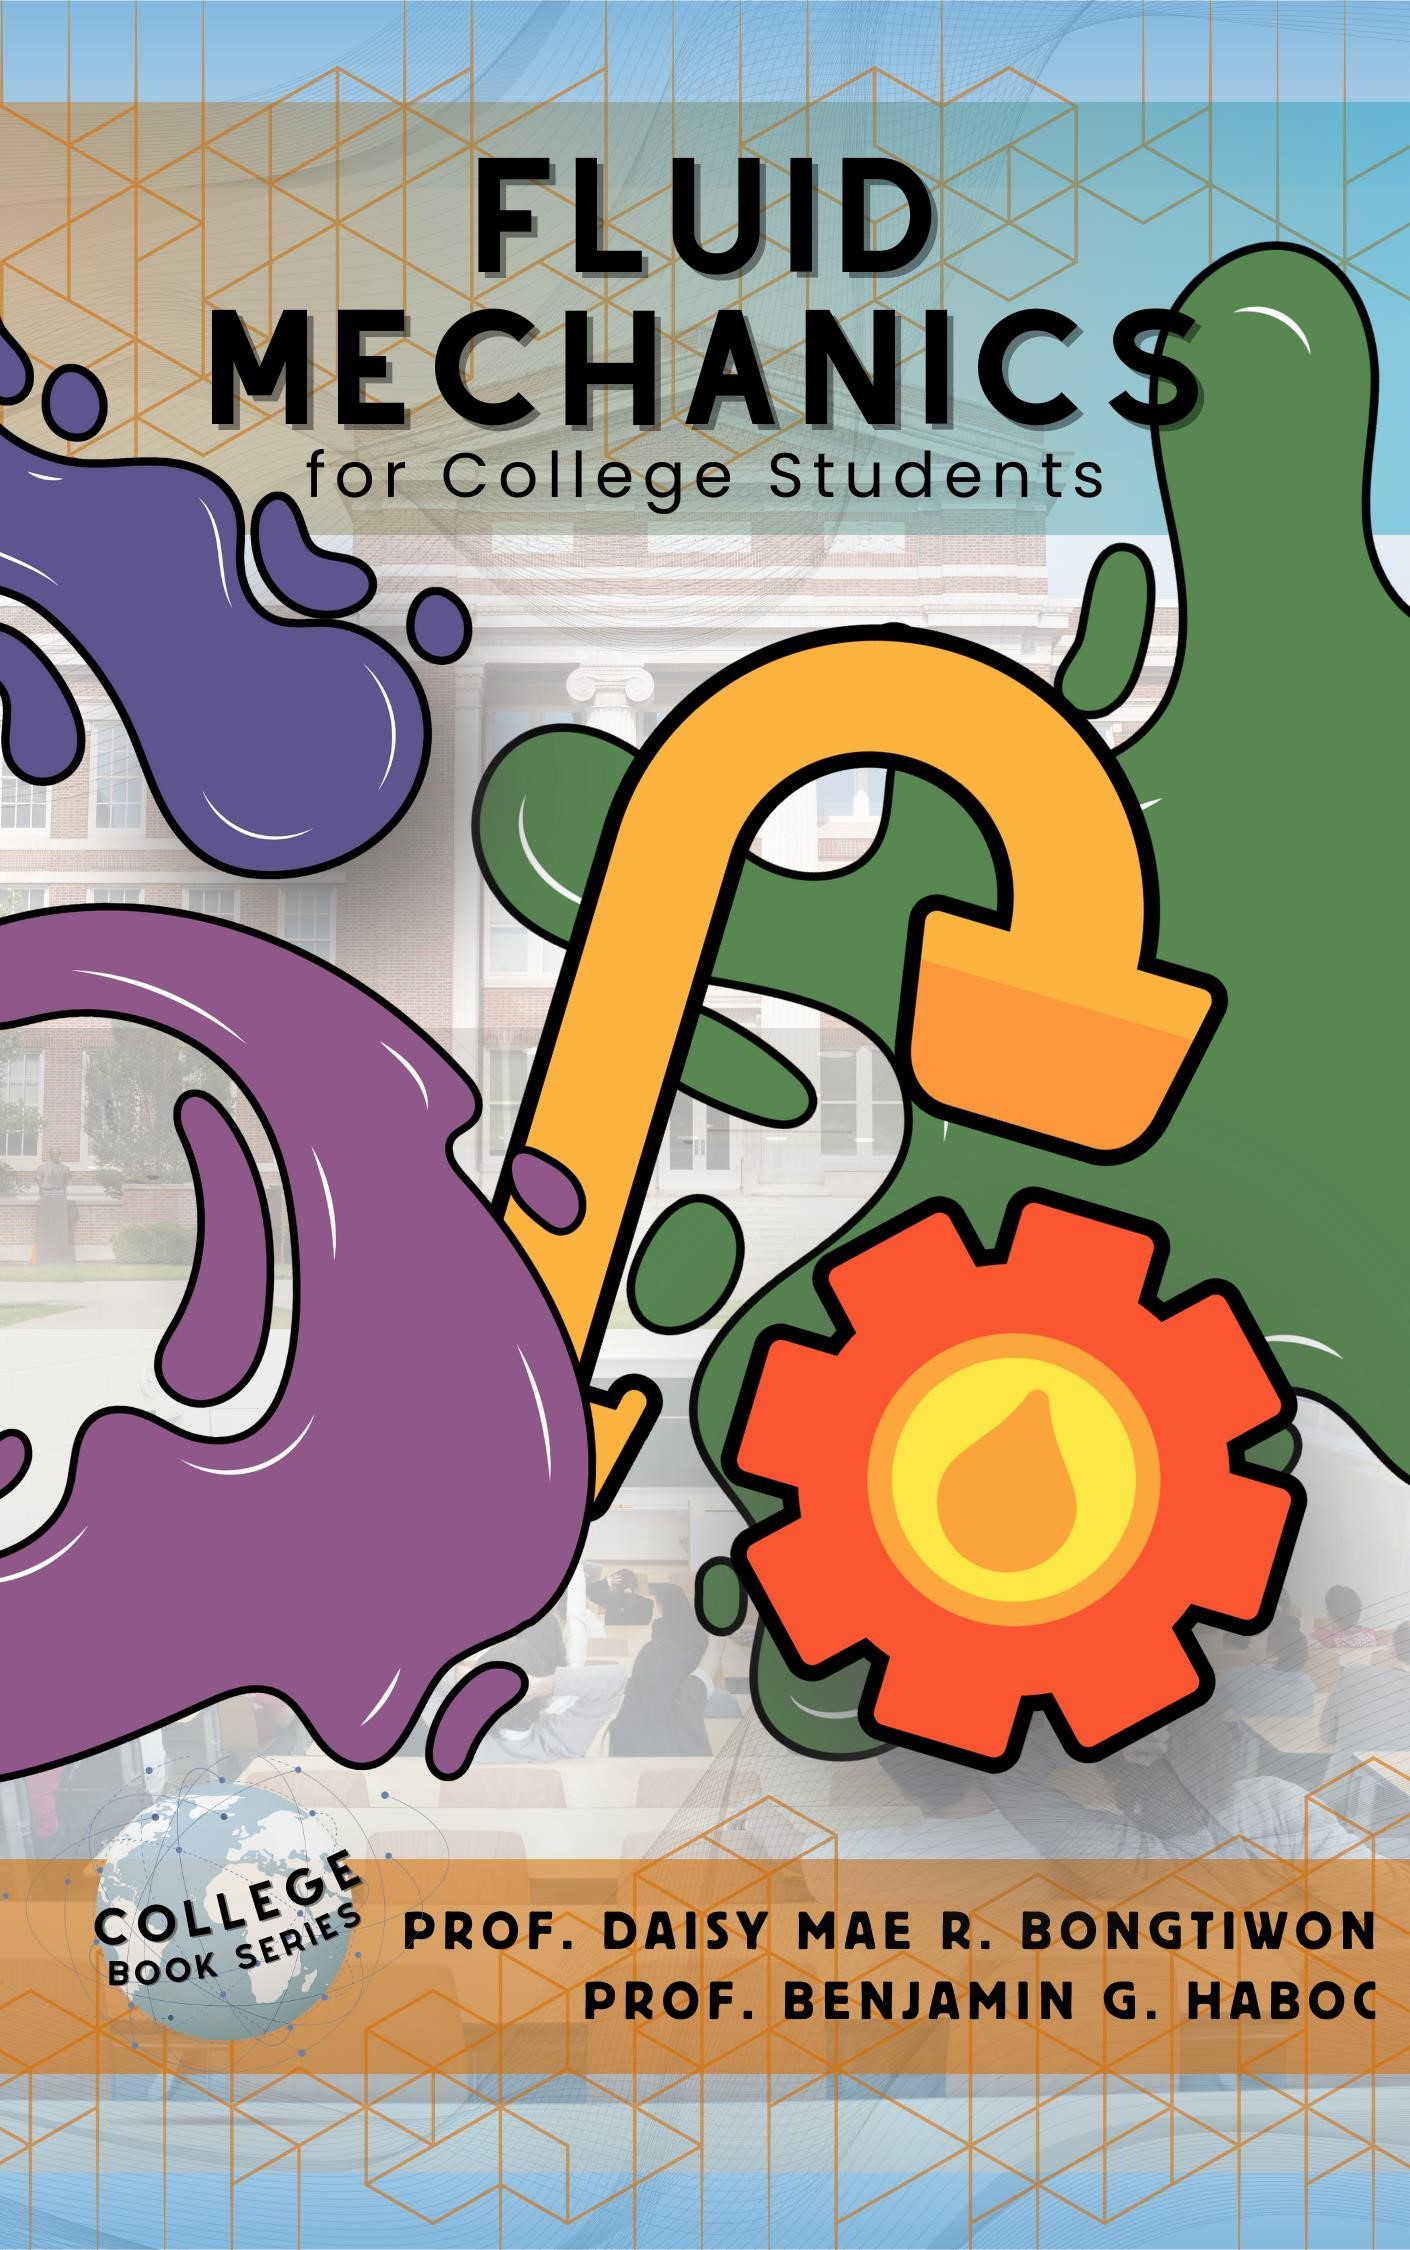 FLUID
MECHANICS
for College Students
COLLEGE
BOOK SERIES
PROF. DAISY MAE R. BONGTIWON
PROF. BENJAMIN G. HABOC